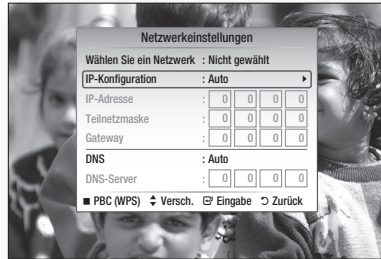 Netzwerkeinstellungen
Wählen Sie ein Netzwerk : Nicht gewählt
IP-Konfiguration : Auto
IP-Adresse : 0 0 0 0
Teilnetzmaske : 0 0 0 0
Gateway : 0 0 0 0
DNS : Auto
DNS-Server : 0 0 0 0
PBC (WPS) Versch. Eingabe Zurück